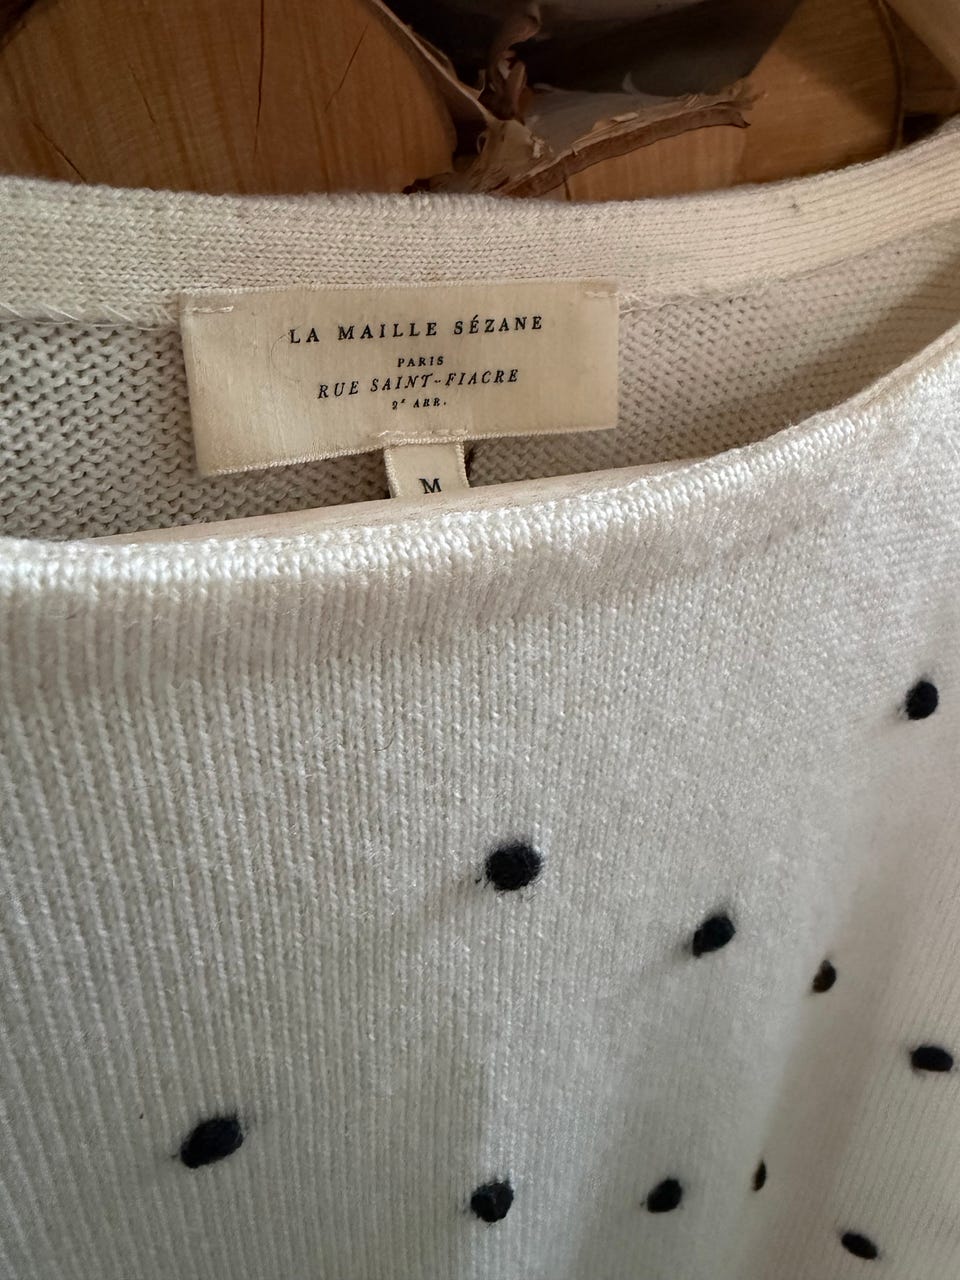 LA MAILLE SÉZANE
PARIS
RUE SAINT-FIACRE
2ᵉ ARR.
M